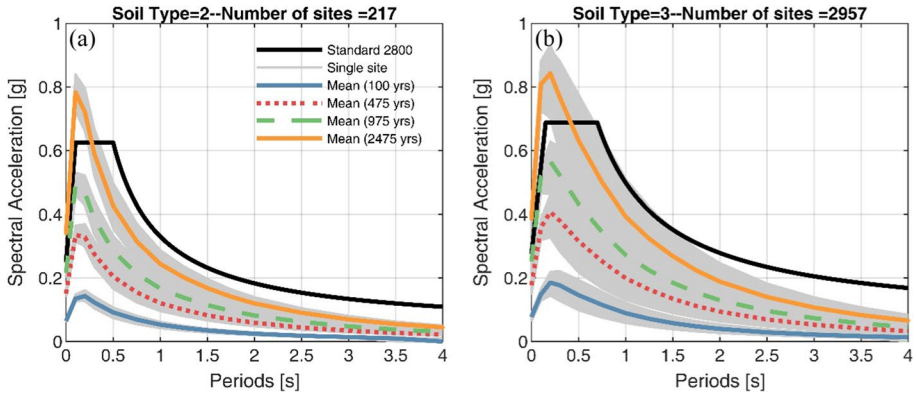 Soil Type=2--Number of sites =217
(a)
Standard 2800
Single site
Mean (100 yrs)
Mean (475 yrs)
Mean (975 yrs)
Mean (2475 yrs)
Spectral Acceleration [g]
1
0.8
0.6
0.4
0.2
0
0 0.5 1 1.5 2 2.5 3 3.5 4
Periods [s]
Soil Type=3--Number of sites =2957
(b)
Spectral Acceleration [g]
1
0.8
0.6
0.4
0.2
0
0 0.5 1 1.5 2 2.5 3 3.5 4
Periods [s]